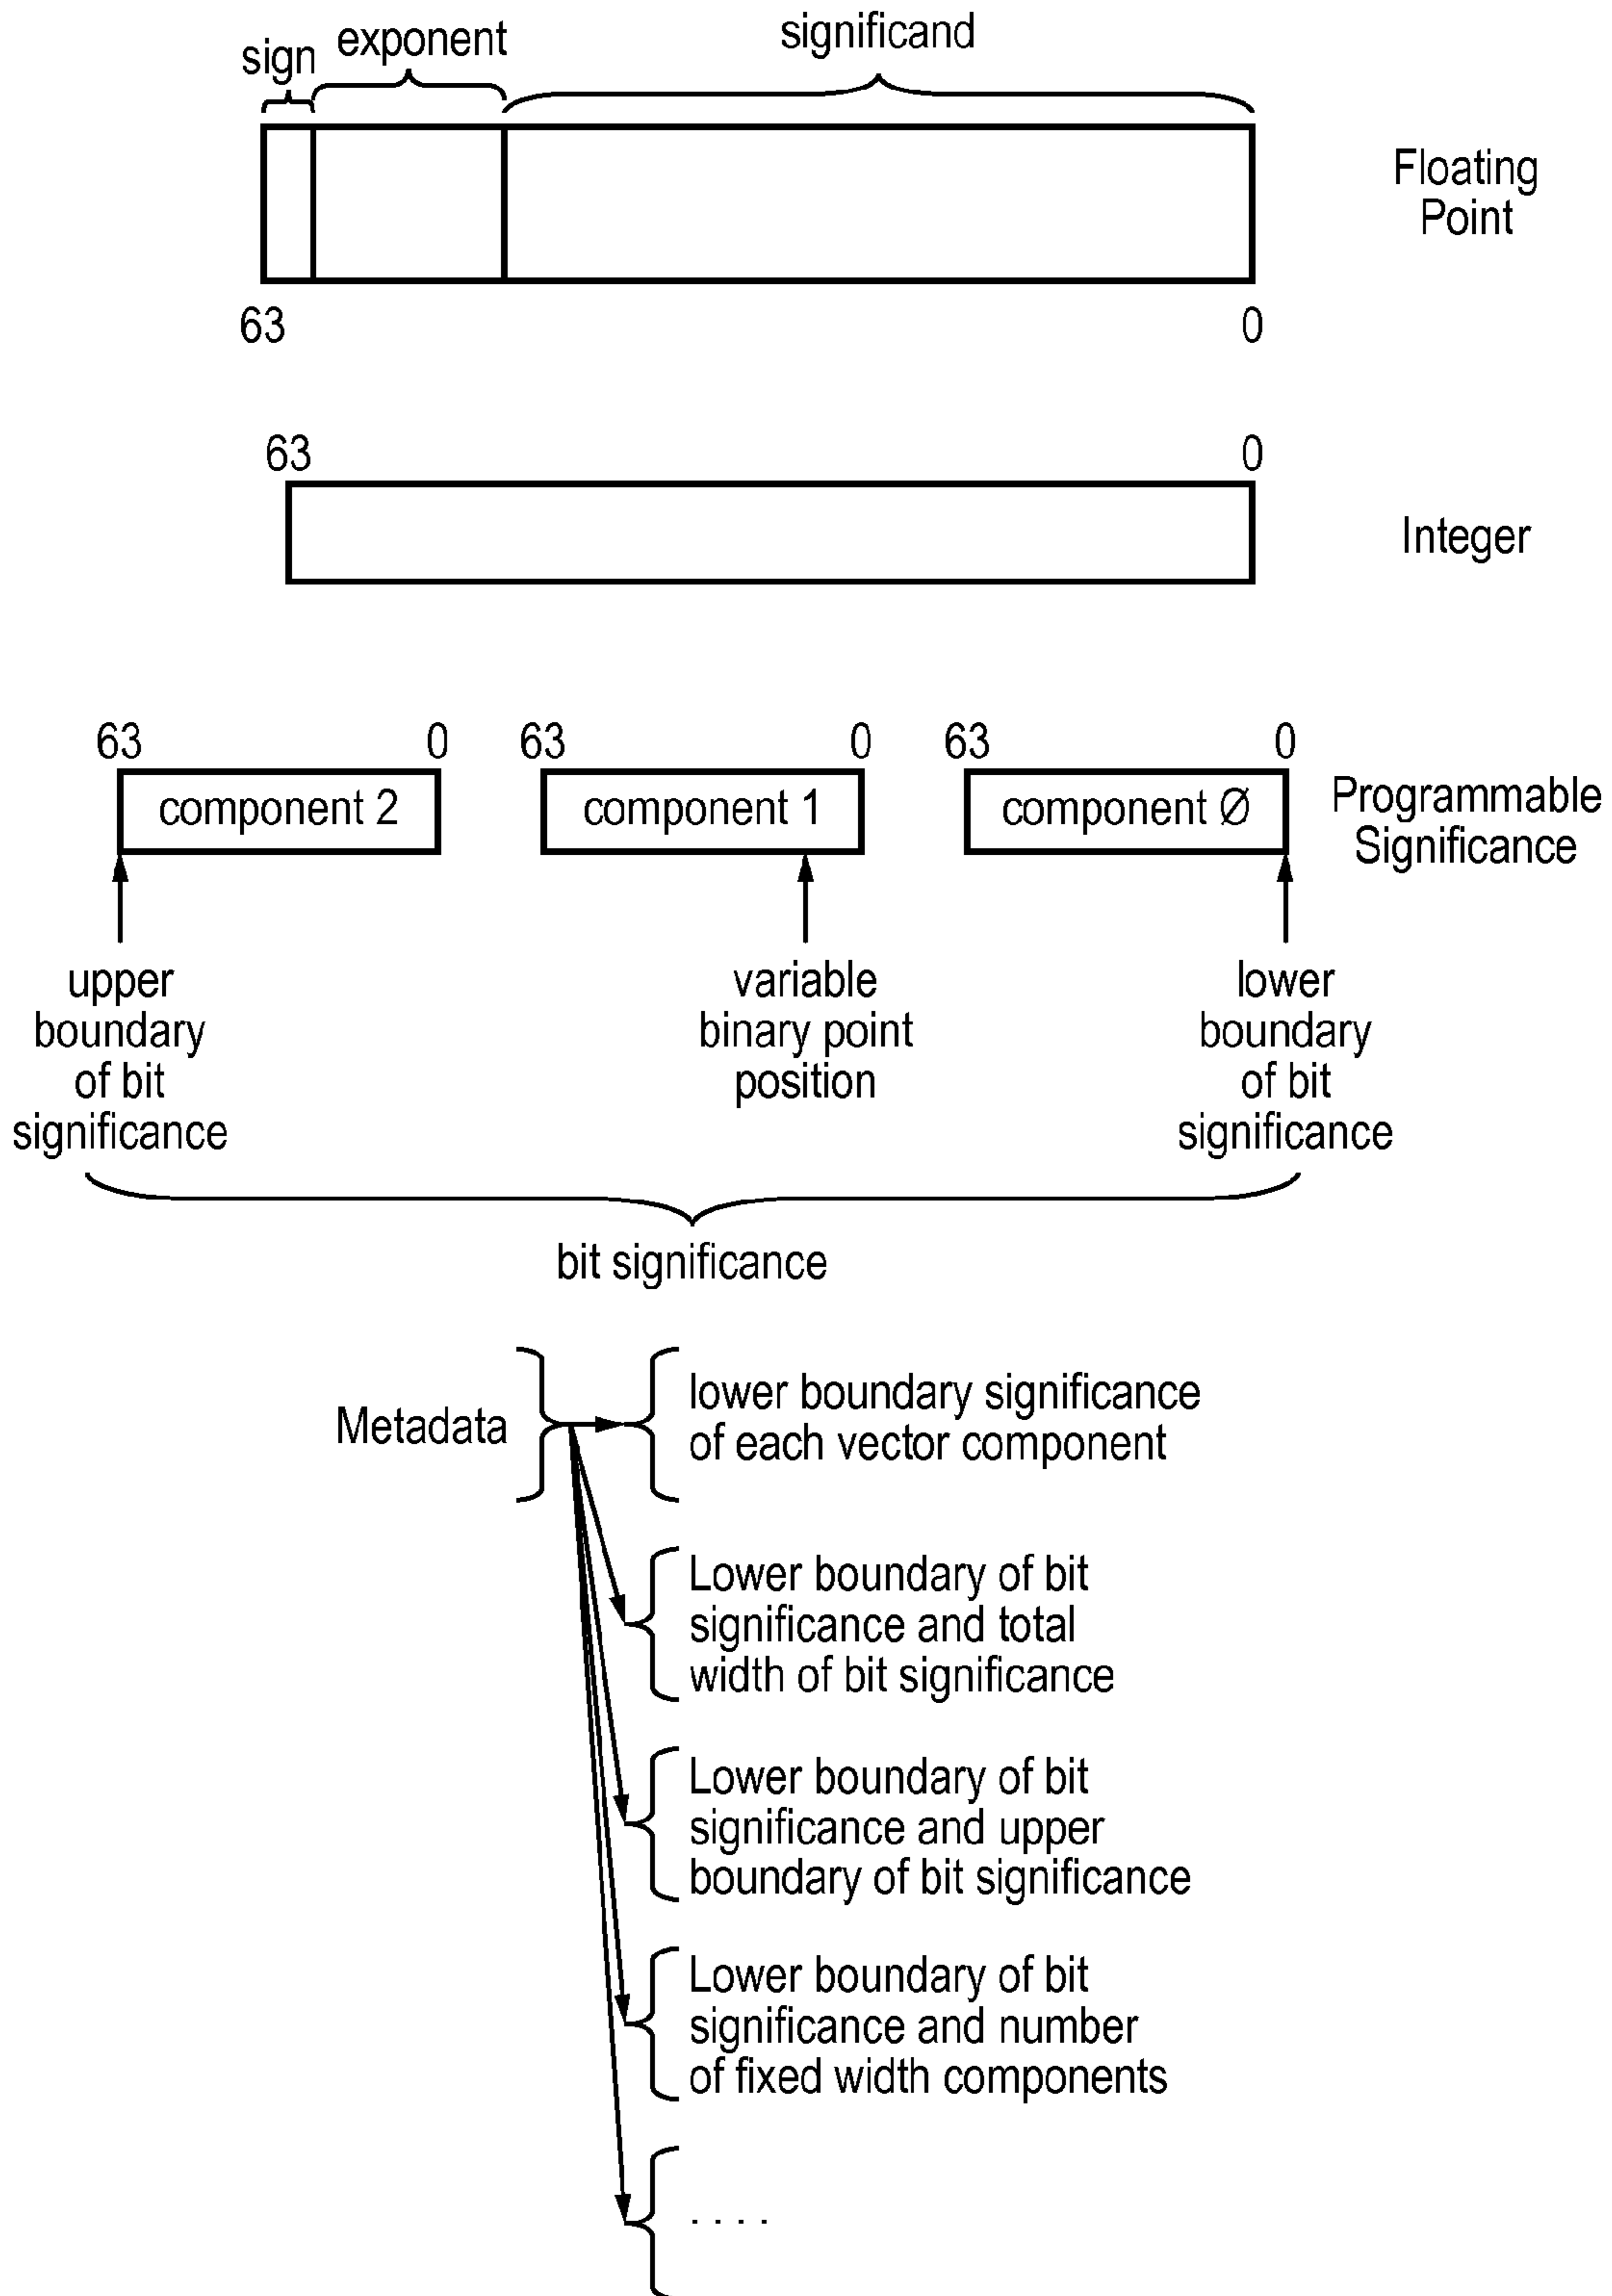 sign
exponent
significand
Floating
Point
63
0
63
0
Integer
63
0
63
0
63
0
component 2
component 1
component Ø
Programmable
Significance
upper
boundary
of bit
significance
variable
binary point
position
lower
boundary
of bit
significance
bit significance
Metadata
lower boundary significance
of each vector component
Lower boundary of bit
significance and total
width of bit significance
Lower boundary of bit
significance and upper
boundary of bit significance
Lower boundary of bit
significance and number
of fixed width components
. . . .